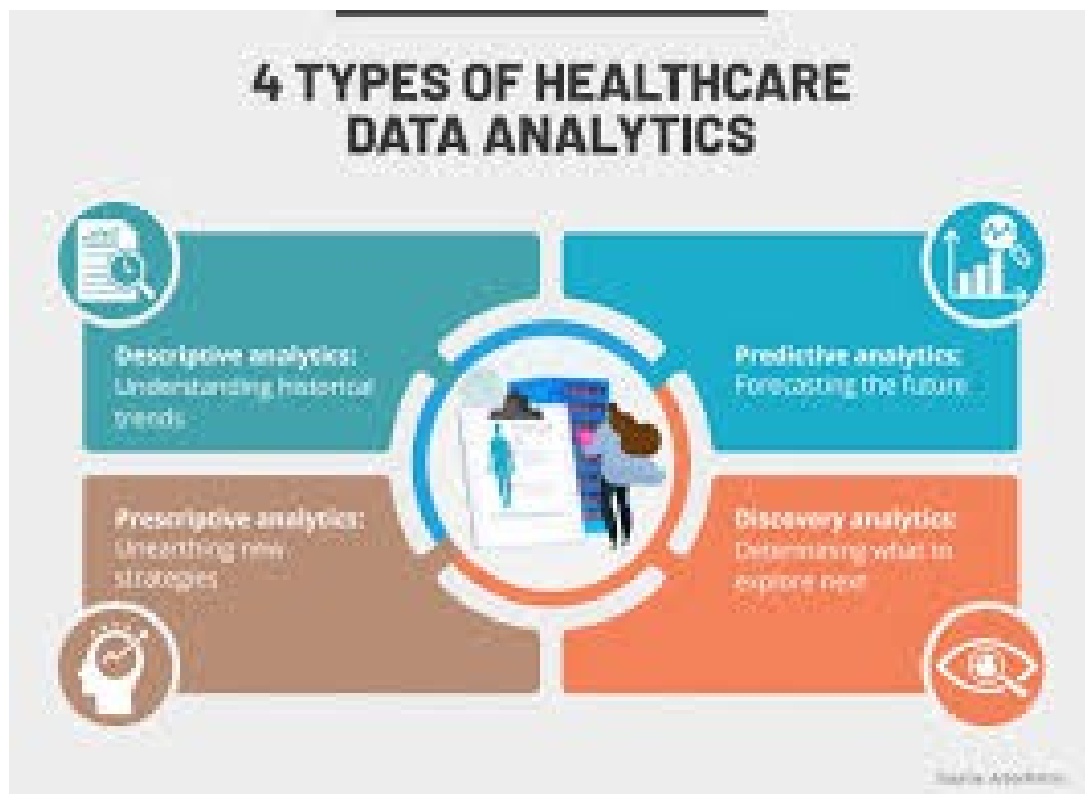 4 TYPES OF HEALTHCARE
DATA ANALYTICS
Descriptive analytics:
Understanding historical
trends
Predictive analytics:
Forecasting the future
Prescriptive analytics:
Unearthing new
strategies
Discovery analytics:
Determining what to
explore next